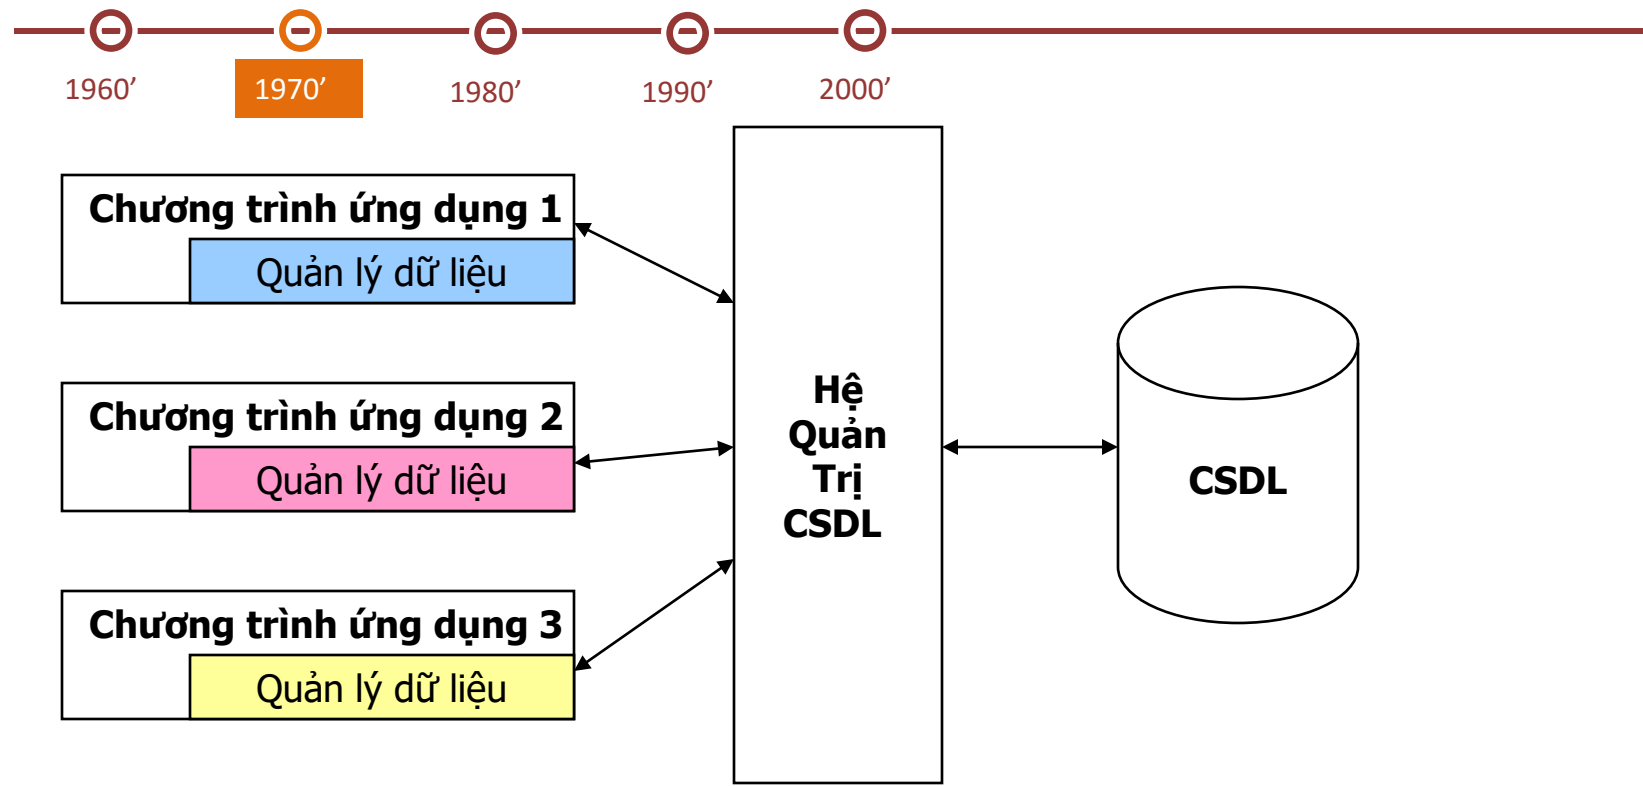 1960’
1970’
1980’
1990’
2000’
Chương trình ứng dụng 1
Quản lý dữ liệu
Chương trình ứng dụng 2
Quản lý dữ liệu
Chương trình ứng dụng 3
Quản lý dữ liệu
Hệ
Quản
Trị
CSDL
CSDL